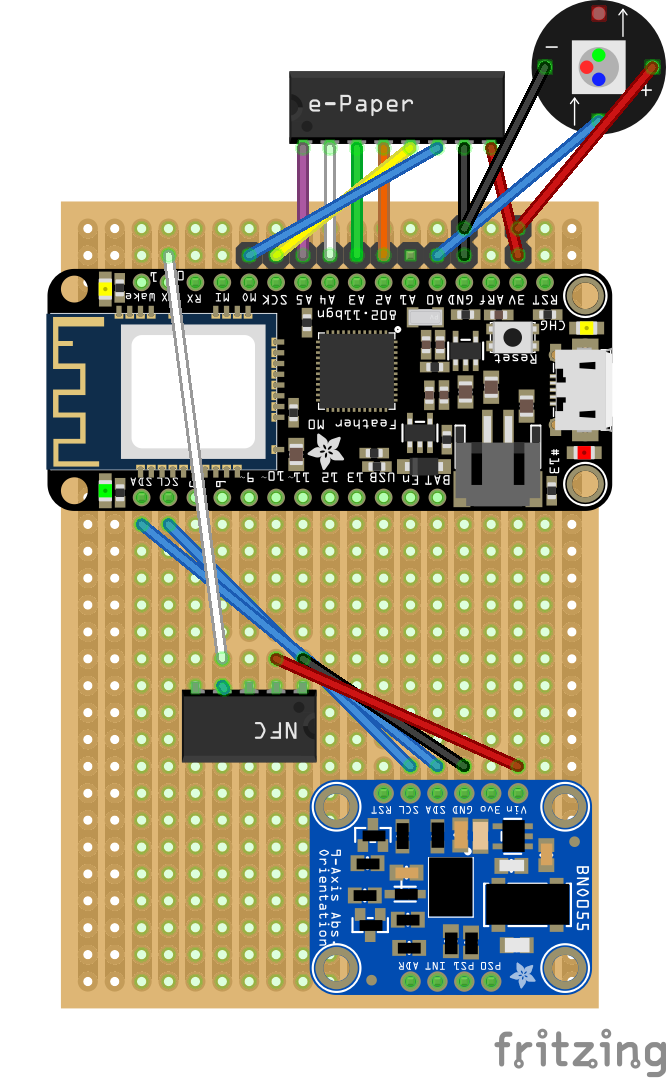 e-Paper
-
+
Wake TX RX MI MO SCK A5 A4 A3 A2 A1 A0 GND ARf 3V RST
802.11bgn
CHG
Reset
Feather M0
#13
SDA SCL 5 6 9 10 11 12 13 USB En BAT
NFC
RST SCL SDA GND 3vo Vin
9-Axis Abs.
Orientation
BNO055
ADR INT PS1 PS0
fritzing